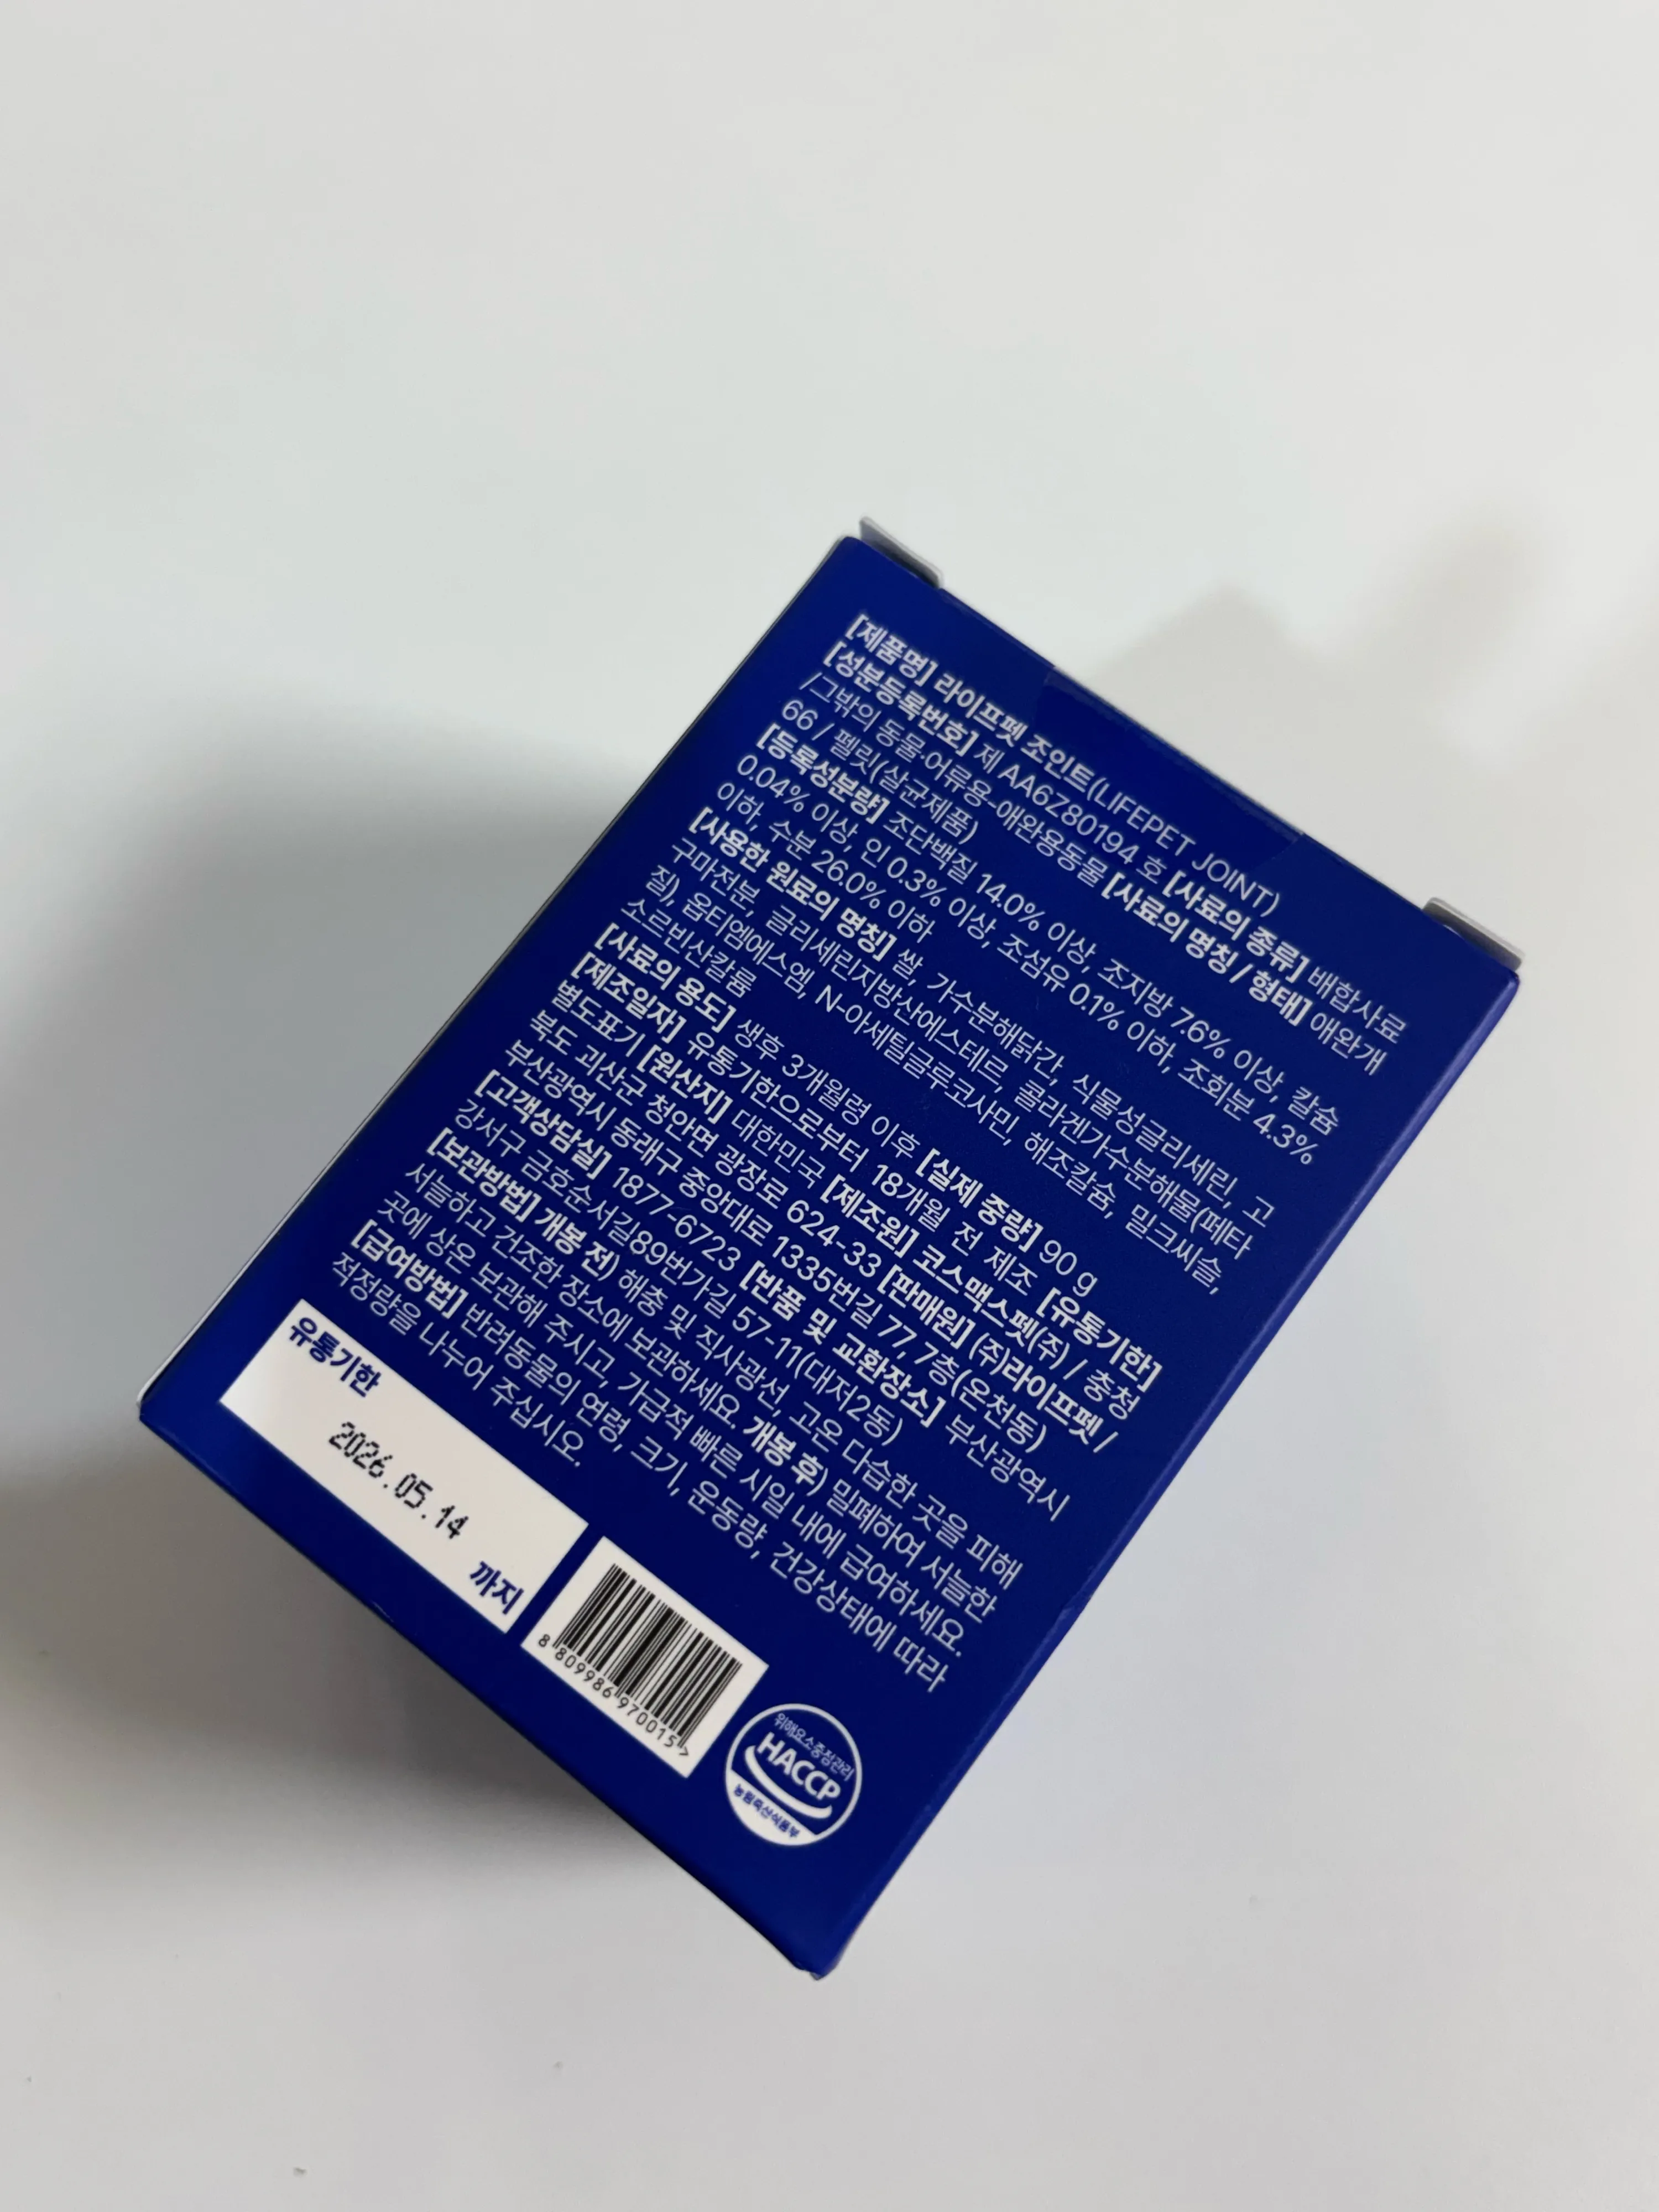 [제품명] 라이프펫 조인트(LIFEPET JOINT)
[성분등록번호] 제 AA6Z80194 호 [사료의 종류] 배합사료
/그밖의 동물·어류용-애완용동물 [사료의 명칭 / 형태] 애완개
66 / 펠릿(살균제품)
[등록성분량] 조단백질 14.0% 이상, 조지방 7.6% 이상, 칼슘
0.04% 이상, 인 0.3% 이상, 조섬유 0.1% 이하, 조회분 4.3%
이하, 수분 26.0% 이하
[사용한 원료의 명칭] 쌀, 가수분해닭간, 식물성글리세린, 고
구마전분, 글리세린지방산에스테르, 콜라겐가수분해물(페타
질), 옵티엠에스엠, N-아세틸글루코사민, 해조칼슘, 밀크씨슬,
소르빈산칼륨
[사료의 용도] 생후 3개월령 이후 [실제 중량] 90 g
[제조일자] 유통기한으로부터 18개월 전 제조 [유통기한]
별도표기 [원산지] 대한민국 [제조원] 코스맥스펫(주) / 충청
북도 괴산군 청안면 광장로 624-33 [판매원] (주)라이프펫 /
부산광역시 동래구 중앙대로 1335번길 77, 7층(온천동)
[고객상담실] 1877-6723 [반품 및 교환장소] 부산광역시
강서구 금호순서길89번가길 57-11(대저2동)
[보관방법] 개봉 전) 해충 및 직사광선, 고온 다습한 곳을 피해
서늘하고 건조한 장소에 보관하세요. 개봉 후) 밀폐하여 서늘한
곳에 상온 보관해 주시고, 가급적 빠른 시일 내에 급여하세요.
[급여방법] 반려동물의 연령, 크기, 운동량, 건강상태에 따라
적정량을 나누어 주십시오.
유통기한
2026.05.14
까지
8 809986 970015 >
위해요소중점관리
HACCP
농림축산식품부